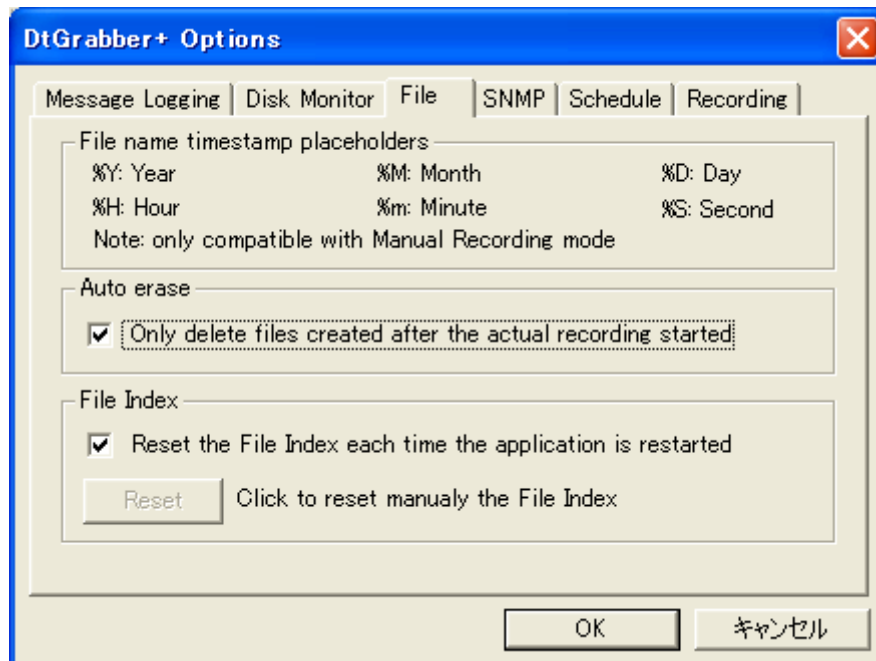 DtGrabber+ Options
Message Logging Disk Monitor File SNMP Schedule Recording
File name timestamp placeholders
%Y: Year %M: Month %D: Day
%H: Hour %m: Minute %S: Second
Note: only compatible with Manual Recording mode
Auto erase
Only delete files created after the actual recording started
File Index
Reset the File Index each time the application is restarted
Reset Click to reset manualy the File Index
OK キャンセル